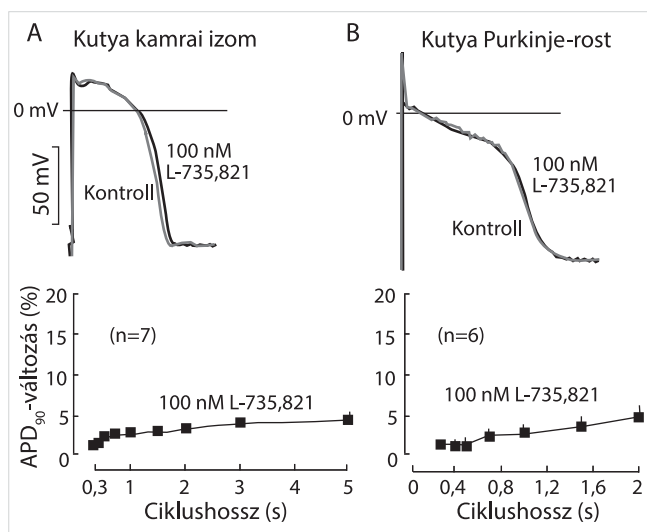 A
Kutya kamrai izom
0 mV
50 mV
100 nM
L-735,821
Kontroll
APD90-változás (%)
20
15
10
5
0
(n=7)
100 nM L-735,821
0,3
1
2
3
4
5
Ciklushossz (s)
B
Kutya Purkinje-rost
0 mV
100 nM
L-735,821
Kontroll
20
15
10
5
0
(n=6)
100 nM L-735,821
0
0,4
0,8
1,2
1,6
2
Ciklushossz (s)